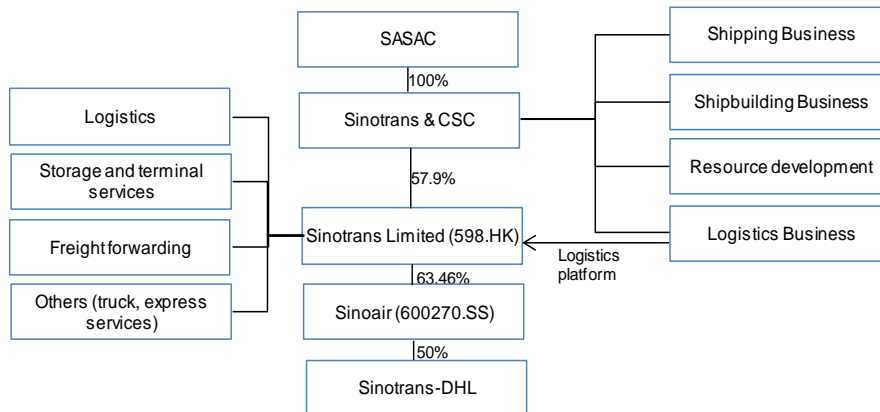 SASAC
100%
Sinotrans & CSC
57.9%
Sinotrans Limited (598.HK)
63.46%
Sinoair (600270.SS)
50%
Sinotrans-DHL
Logistics
Storage and terminal
services
Freight forwarding
Others (truck, express
services)
Shipping Business
Shipbuilding Business
Resource development
Logistics Business
Logistics
platform